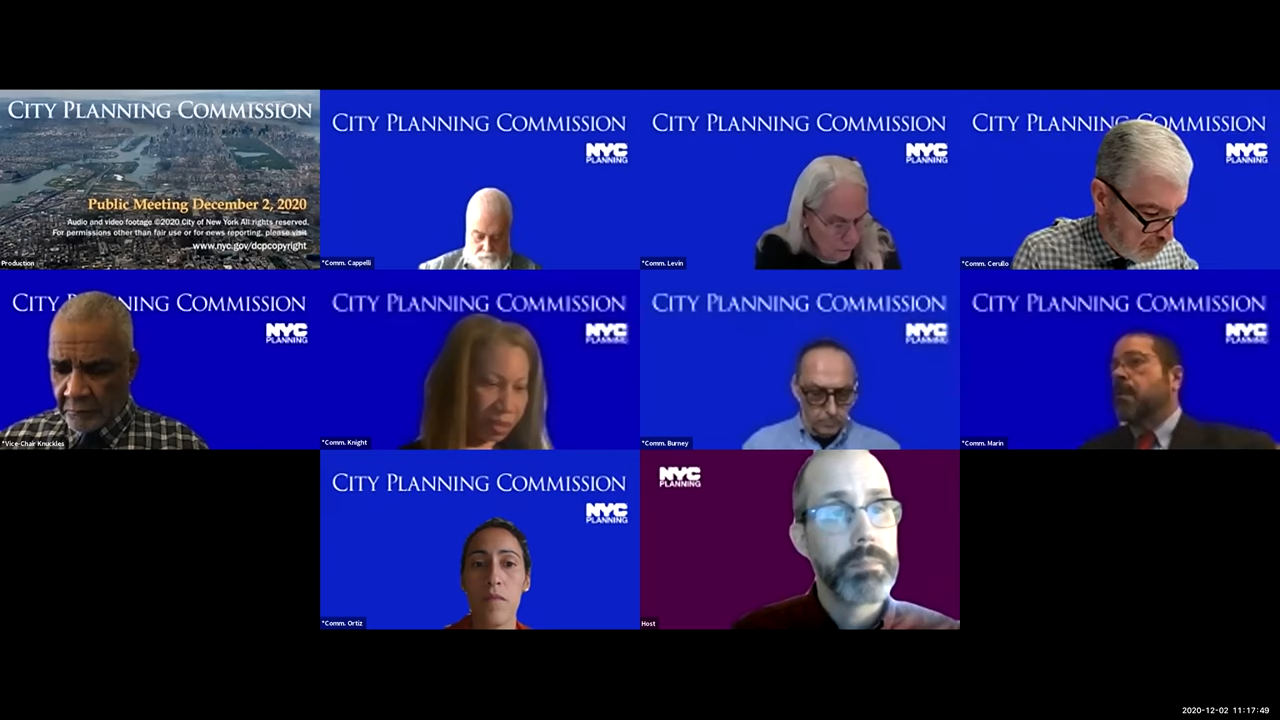 CITY PLANNING COMMISSION
Public Meeting December 2, 2020
Audio and video footage ©2020 City of New York All rights reserved.
For permissions other than fair use or for news reporting, please visit
www.nyc.gov/dcpcopyright
Production
CITY PLANNING COMMISSION
NYC
PLANNING
*Comm. Cappelli
CITY PLANNING COMMISSION
NYC
PLANNING
*Comm. Levin
CITY PLANNING COMMISSION
NYC
PLANNING
*Comm. Cerullo
CITY PLANNING COMMISSION
NYC
PLANNING
*Vice-Chair Knuckles
CITY PLANNING COMMISSION
NYC
PLANNING
*Comm. Knight
CITY PLANNING COMMISSION
NYC
PLANNING
*Comm. Burney
CITY PLANNING COMMISSION
NYC
PLANNING
*Comm. Marin
CITY PLANNING COMMISSION
NYC
PLANNING
*Comm. Ortiz
NYC
PLANNING
Host
2020-12-02 11:17:49